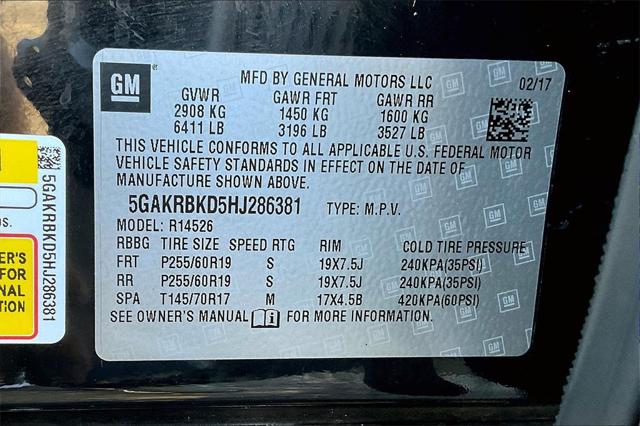 GM
MFD BY GENERAL MOTORS LLC 02/17
GVWR GAWR FRT GAWR RR
2908 KG 1450 KG 1600 KG
6411 LB 3196 LB 3527 LB
THIS VEHICLE CONFORMS TO ALL APPLICABLE U.S. FEDERAL MOTOR
VEHICLE SAFETY STANDARDS IN EFFECT ON THE DATE OF
MANUFACTURE SHOWN ABOVE.
5GAKRBKD5HJ286381 TYPE: M.P.V.
MODEL: R14526
RBBG TIRE SIZE SPEED RTG RIM COLD TIRE PRESSURE
FRT P255/60R19 S 19X7.5J 240KPA(35PSI)
RR P255/60R19 S 19X7.5J 240KPA(35PSI)
SPA T145/70R17 M 17X4.5B 420KPA(60PSI)
SEE OWNER'S MANUAL FOR MORE INFORMATION.
5GAKRBKD5HJ286381
ER'S
FOR
NAL
TION